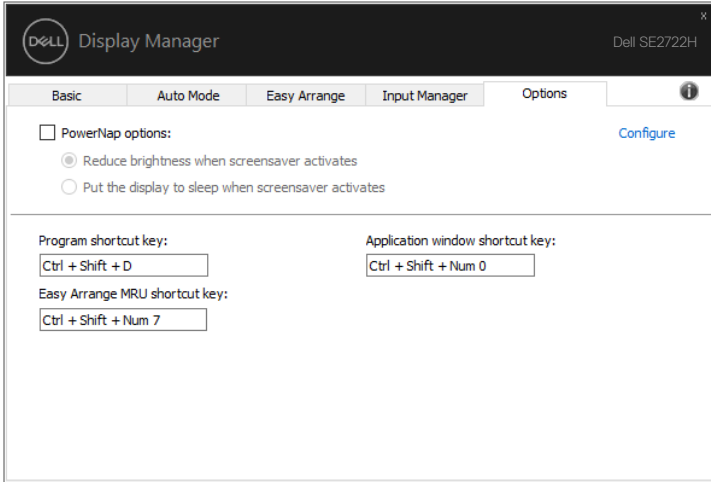 x
DELL Display Manager
Dell SE2722H
Basic Auto Mode Easy Arrange Input Manager Options i
PowerNap options: Configure
Reduce brightness when screensaver activates
Put the display to sleep when screensaver activates
Program shortcut key: Application window shortcut key:
Ctrl + Shift + D Ctrl + Shift + Num 0
Easy Arrange MRU shortcut key:
Ctrl + Shift + Num 7